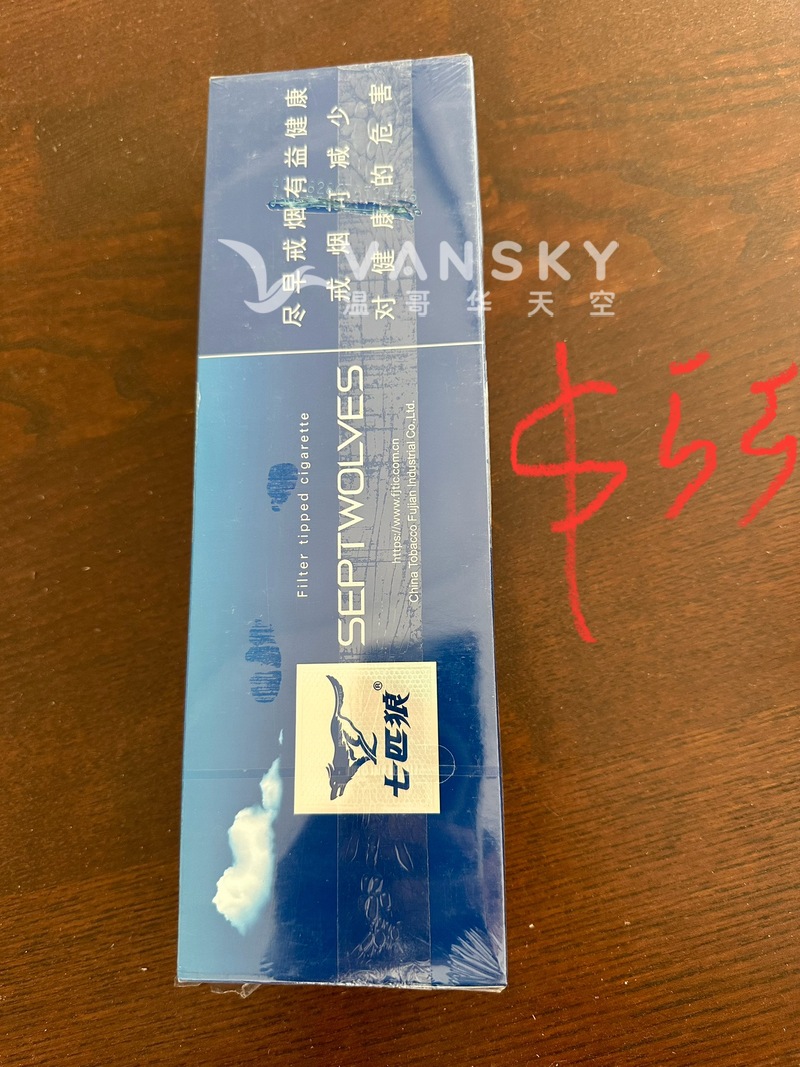 尽早戒烟有益健康
戒烟可减少
对健康的危害
VANSKY
温哥华天空
Filter tipped cigarette
SEPTWOLVES
https://www.fjtic.com.cn
China Tobacco Fujian Industrial Co.,Ltd.
七匹狼®
$55